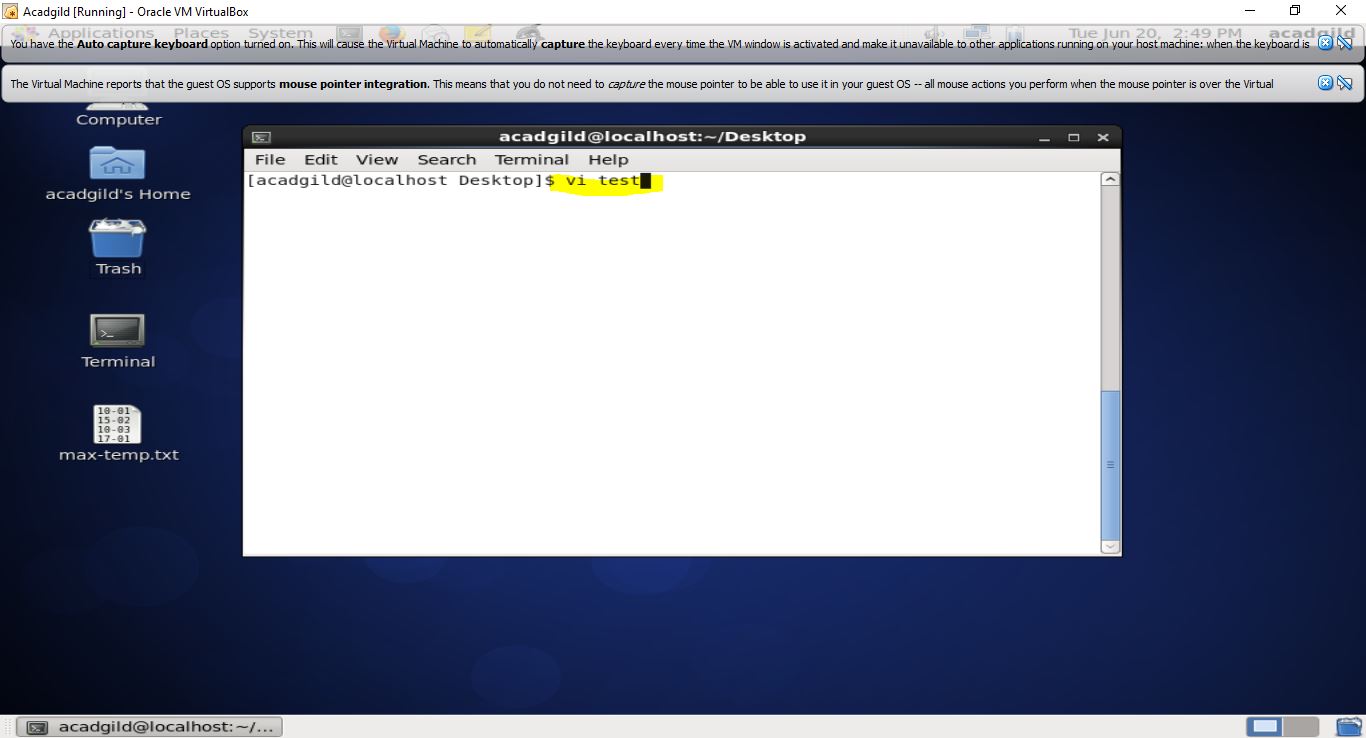 Acadgild [Running] - Oracle VM VirtualBox
Applications Places System Tue Jun 20, 2:49 PM acadgild
You have the Auto capture keyboard option turned on. This will cause the Virtual Machine to automatically capture the keyboard every time the VM window is activated and make it unavailable to other applications running on your host machine: when the keyboard is
The Virtual Machine reports that the guest OS supports mouse pointer integration. This means that you do not need to capture the mouse pointer to be able to use it in your guest OS -- all mouse actions you perform when the mouse pointer is over the Virtual
Computer
acadgild's Home
Trash
Terminal
10-01
15-02
10-03
17-01
max-temp.txt
acadgild@localhost:~/Desktop
File Edit View Search Terminal Help
[acadgild@localhost Desktop]$ vi test
acadgild@localhost:~/...